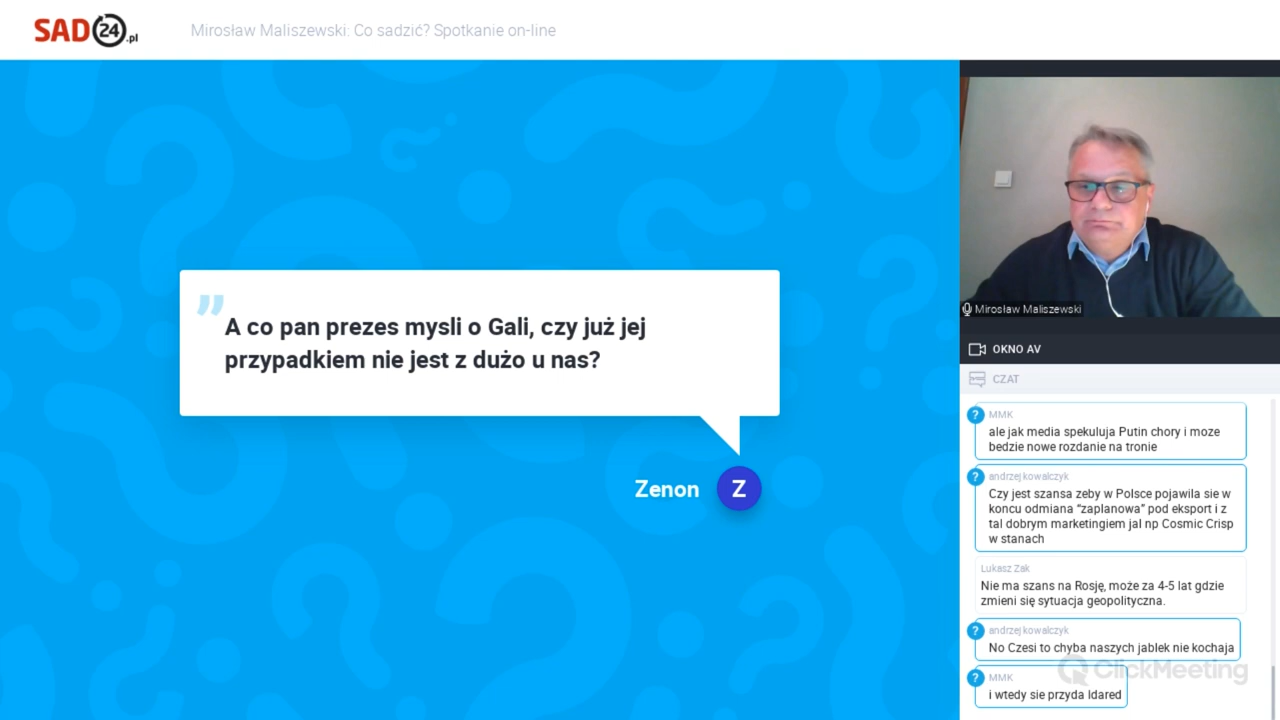 SAD24.pl
Mirosław Maliszewski: Co sadzić? Spotkanie on-line
A co pan prezes mysli o Gali, czy już jej
przypadkiem nie jest z dużo u nas?
Zenon
Z
Mirosław Maliszewski
OKNO AV
CZAT
?
MMK
ale jak media spekuluja Putin chory i moze
bedzie nowe rozdanie na tronie
?
andrzej kowalczyk
Czy jest szansa zeby w Polsce pojawila sie w
koncu odmiana "zaplanowa" pod eksport i z
tal dobrym marketingiem jal np Cosmic Crisp
w stanach
Lukasz Zak
Nie ma szans na Rosję, może za 4-5 lat gdzie
zmieni się sytuacja geopolityczna.
?
andrzej kowalczyk
No Czesi to chyba naszych jablek nie kochaja
ClickMeeting
?
MMK
i wtedy sie przyda Idared